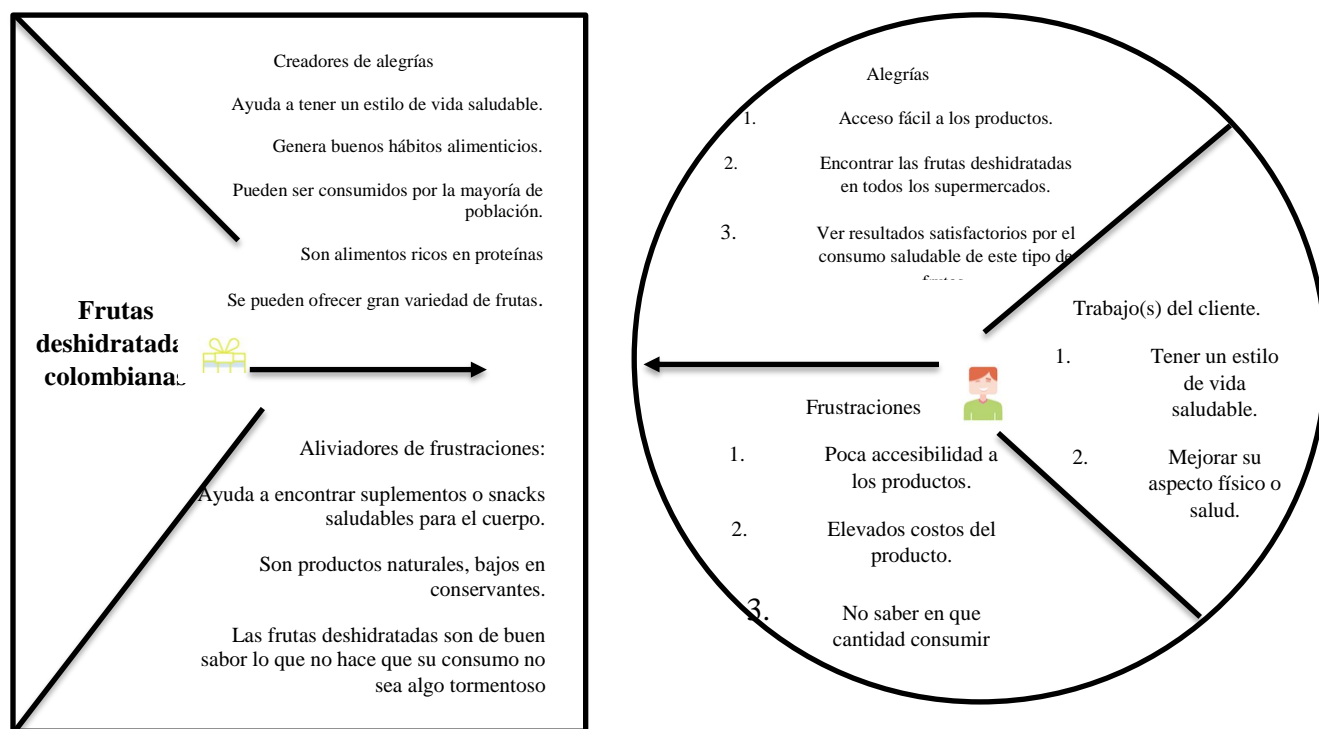 Creadores de alegrías
Ayuda a tener un estilo de vida saludable.
Genera buenos hábitos alimenticios.
Pueden ser consumidos por la mayoría de
población.
Son alimentos ricos en proteínas
Se pueden ofrecer gran variedad de frutas.
Frutas
colombianas
Aliviadores de frustraciones:
Ayuda a encontrar suplementos o snacks
saludables para el cuerpo.
Son productos naturales, bajos en
conservantes.
Las frutas deshidratadas son de buen
sabor lo que no hace que su consumo no
sea algo tormentoso
Alegrías
1. Acceso fácil a los productos.
2. Encontrar las frutas deshidratadas
en todos los supermercados.
3. Ver resultados satisfactorios por el
consumo saludable de este tipo de
Trabajo(s) del cliente.
1. Tener un estilo
de vida
saludable.
2. Mejorar su
aspecto físico o
salud.
Frustraciones
1. Poca accesibilidad a
los productos.
2. Elevados costos del
producto.
3. No saber en que
cantidad consumir